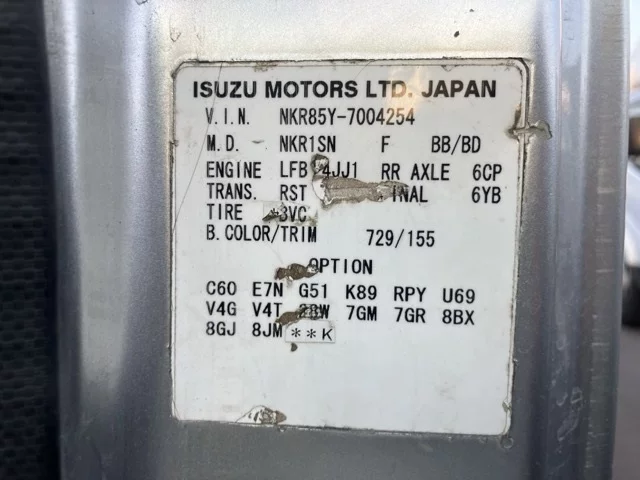 ISUZU MOTORS LTD. JAPAN
V.I.N. NKR85Y-7004254
M.D. NKR1SN F BB/BD
ENGINE LFB 4JJ1 RR AXLE 6CP
TRANS. RST INAL 6YB
TIRE *3VC
B.COLOR/TRIM 729/155
OPTION
C60 E7N G51 K89 RPY U69
V4G V4T 7GM 7GR 8BX
8GJ 8JM **K